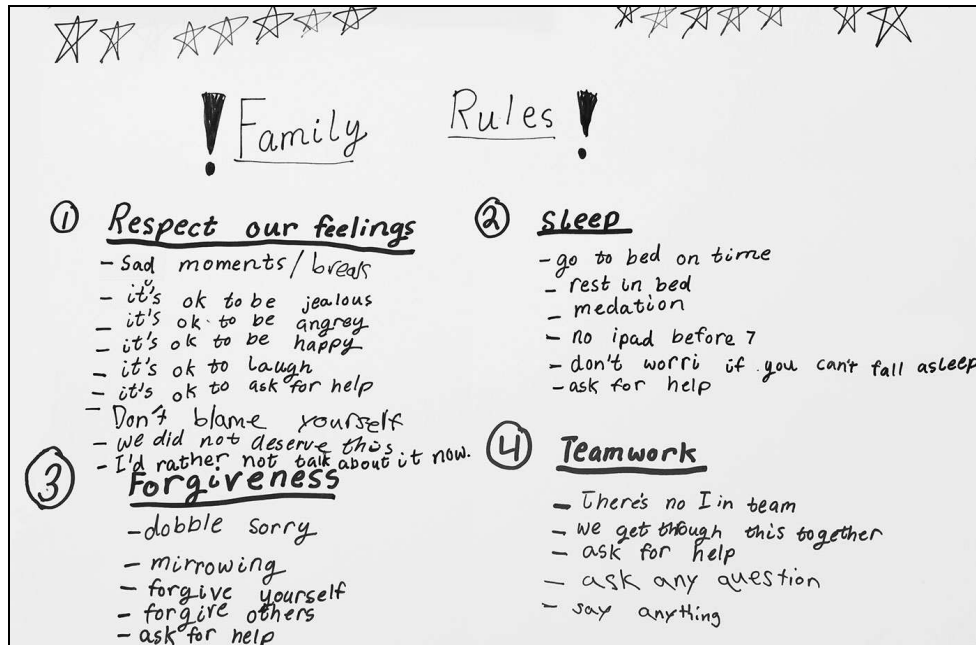 ! Family Rules !
① Respect our feelings
- Sad moments/break
- it's ok to be jealous
- it's ok to be angrey
- it's ok to be happy
- it's ok to laugh
- it's ok to ask for help
- Don't blame yourself
- we did not deserve this
- I'd rather not talk about it now.
② Sleep
- go to bed on time
- rest in bed
- medation
- no ipad before 7
- don't worri if you can't fall asleep
- ask for help
③ Forgiveness
- dobble sorry
- mirrowing
- forgive yourself
- forgive others
- ask for help
④ Teamwork
- There's no I in team
- we get though this together
- ask for help
- ask any question
- say anything